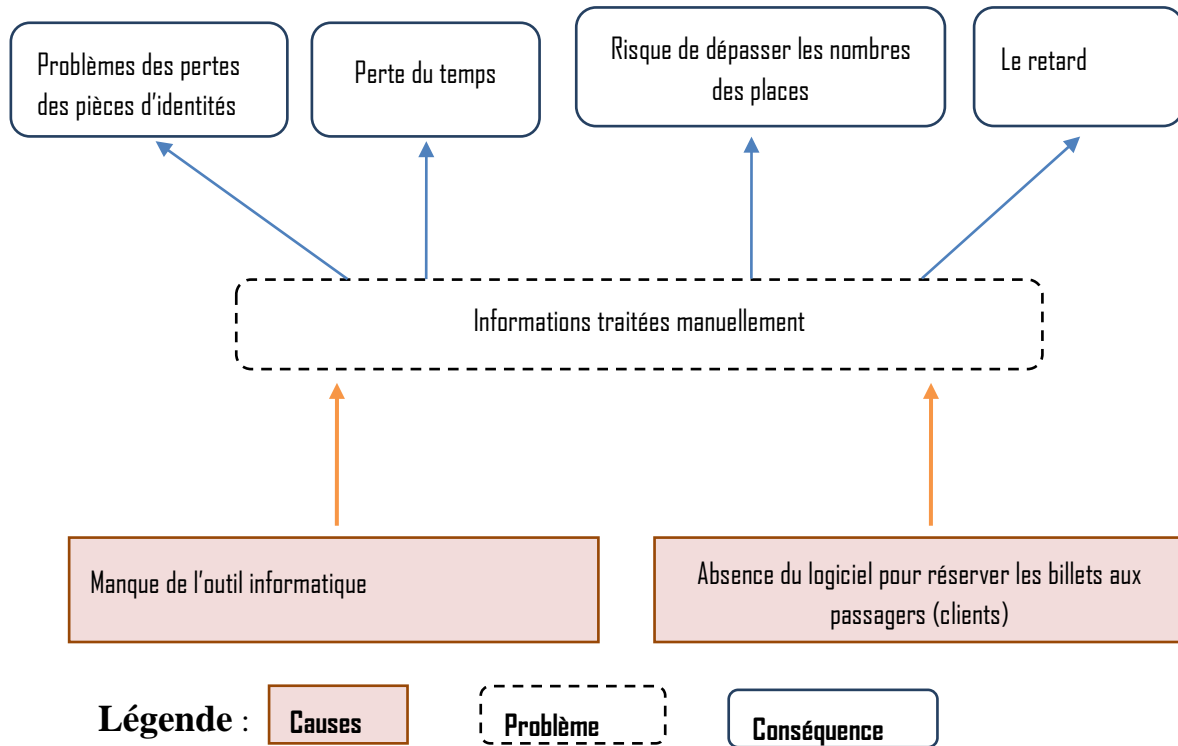 Problèmes des pertes
des pièces d'identités
Perte du temps
Risque de dépasser les nombres
des places
Le retard
Informations traitées manuellement
Manque de l'outil informatique
Absence du logiciel pour réserver les billets aux
passagers (clients)
Légende : Causes Problème Conséquence